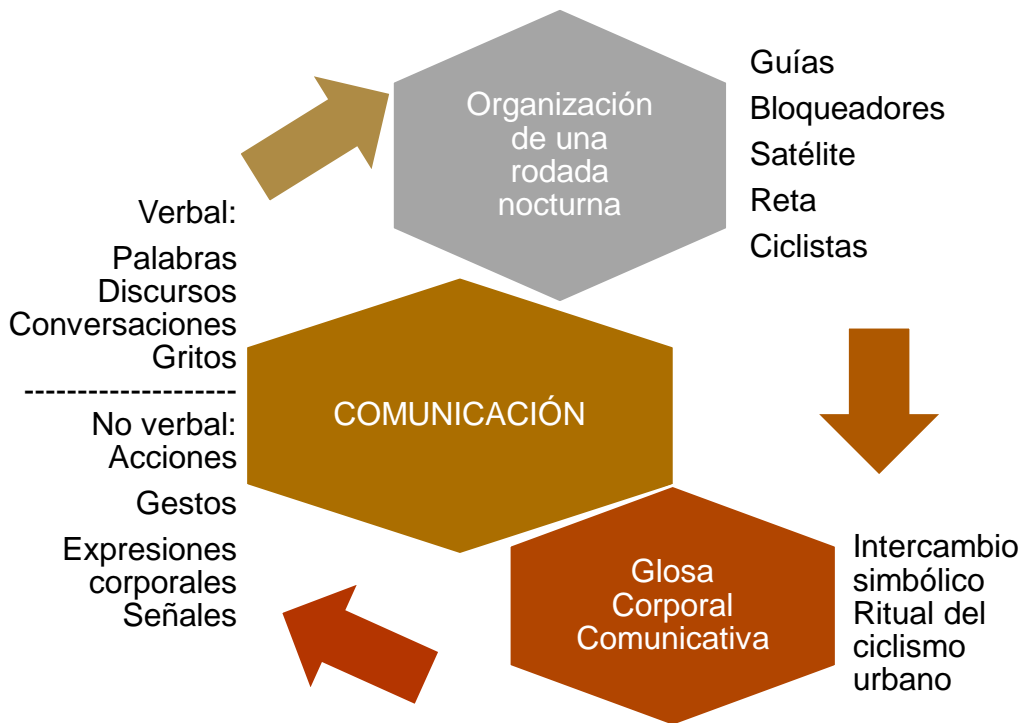 Organización
de una
rodada
nocturna
Guías
Bloqueadores
Satélite
Reta
Ciclistas
Verbal:
Palabras
Discursos
Conversaciones
Gritos
--------------------
No verbal:
Acciones
Gestos
Expresiones
corporales
Señales
COMUNICACIÓN
Glosa
Corporal
Comunicativa
Intercambio
simbólico
Ritual del
ciclismo
urbano